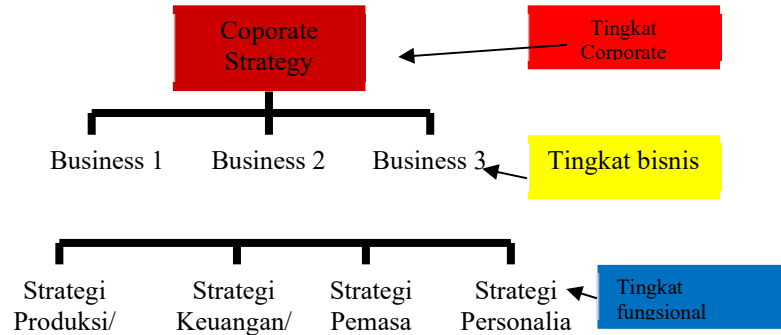 Coporate
Strategy
Tingkat
Corporate
Business 1
Business 2
Business 3
Tingkat bisnis
Strategi
Produksi/
Strategi
Keuangan/
Strategi
Pemasa
Strategi
Personalia
Tingkat
fungsional